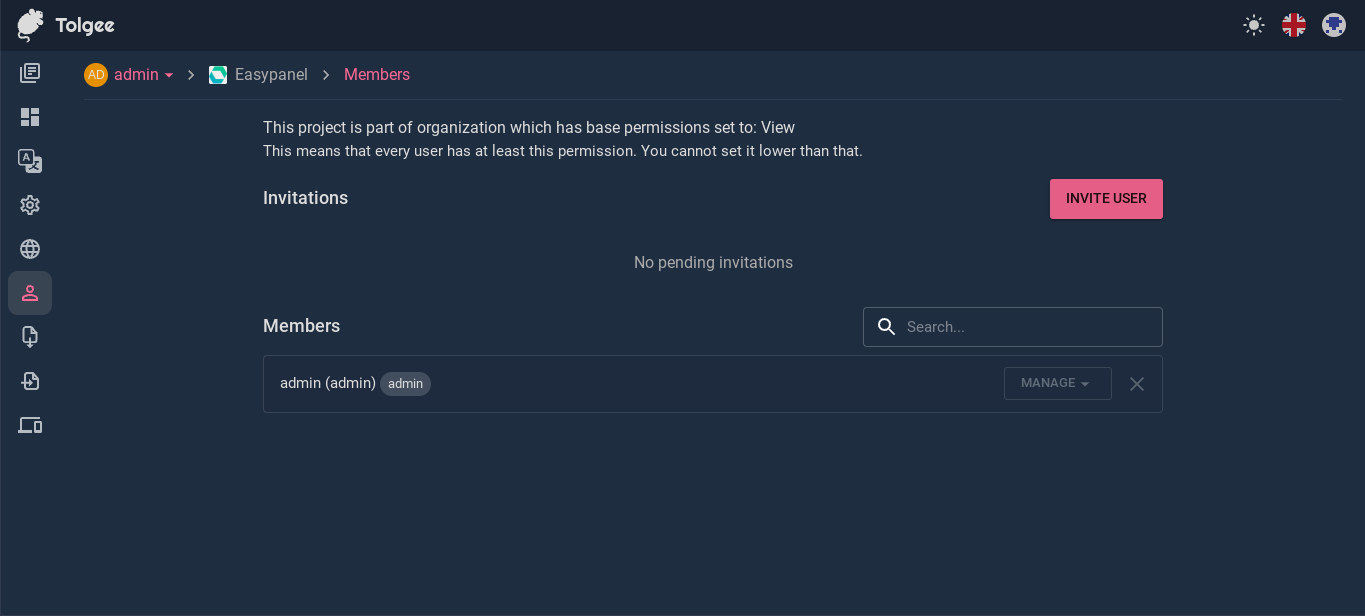 Tolgee
AD admin
Easypanel
Members
This project is part of organization which has base permissions set to: View
This means that every user has at least this permission. You cannot set it lower than that.
Invitations
INVITE USER
No pending invitations
Members
Search...
admin (admin) admin
MANAGE